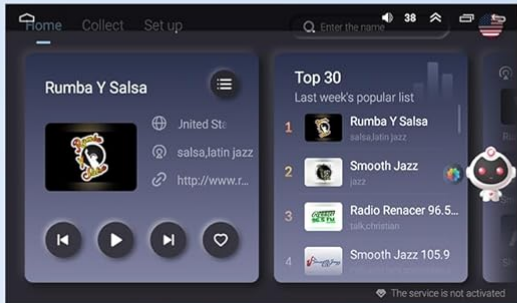 Home Collect Set up
Enter the name
38
Rumba Y Salsa
United Sta
salsa,latin jazz
http://www.r...
Top 30
Last week's popular list
1 Rumba Y Salsa
salsa,latin jazz
2 Smooth Jazz
jazz
3 Radio Renacer 96.5...
talk,christian
4 Smooth Jazz 105.9
The service is not activated